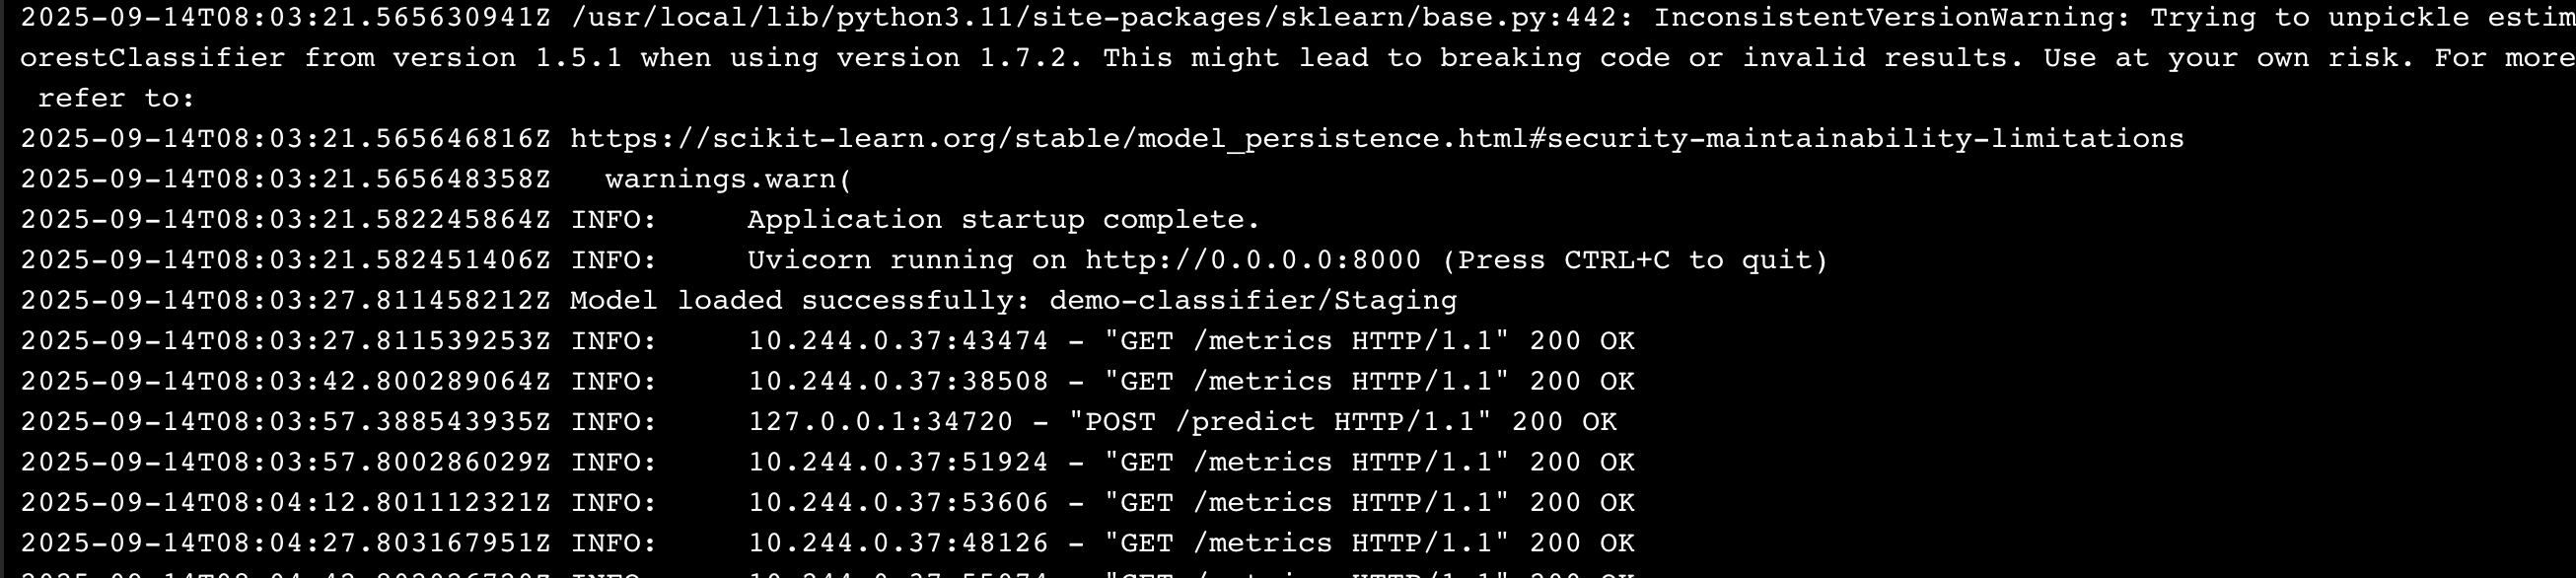 2025-09-14T08:03:21.565630941Z /usr/local/lib/python3.11/site-packages/sklearn/base.py:442: InconsistentVersionWarning: Trying to unpickle estim
orestClassifier from version 1.5.1 when using version 1.7.2. This might lead to breaking code or invalid results. Use at your own risk. For more
 refer to:
2025-09-14T08:03:21.565646816Z https://scikit-learn.org/stable/model_persistence.html#security-maintainability-limitations
2025-09-14T08:03:21.565648358Z   warnings.warn(
2025-09-14T08:03:21.582245864Z INFO:     Application startup complete.
2025-09-14T08:03:21.582451406Z INFO:     Uvicorn running on http://0.0.0.0:8000 (Press CTRL+C to quit)
2025-09-14T08:03:27.811458212Z Model loaded successfully: demo-classifier/Staging
2025-09-14T08:03:27.811539253Z INFO:     10.244.0.37:43474 - "GET /metrics HTTP/1.1" 200 OK
2025-09-14T08:03:42.800289064Z INFO:     10.244.0.37:38508 - "GET /metrics HTTP/1.1" 200 OK
2025-09-14T08:03:57.388543935Z INFO:     127.0.0.1:34720 - "POST /predict HTTP/1.1" 200 OK
2025-09-14T08:03:57.800286029Z INFO:     10.244.0.37:51924 - "GET /metrics HTTP/1.1" 200 OK
2025-09-14T08:04:12.801112321Z INFO:     10.244.0.37:53606 - "GET /metrics HTTP/1.1" 200 OK
2025-09-14T08:04:27.803167951Z INFO:     10.244.0.37:48126 - "GET /metrics HTTP/1.1" 200 OK